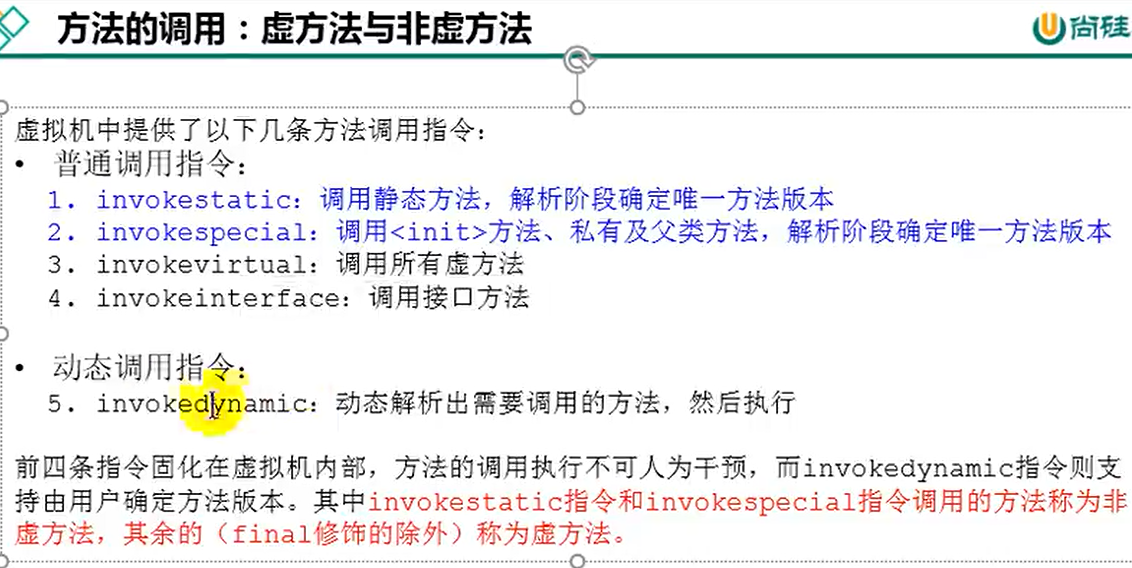 方法的调用：虚方法与非虚方法
尚硅
虚拟机中提供了以下几条方法调用指令：
• 普通调用指令：
1. invokestatic：调用静态方法，解析阶段确定唯一方法版本
2. invokespecial：调用<init>方法、私有及父类方法，解析阶段确定唯一方法版本
3. invokevirtual：调用所有虚方法
4. invokeinterface：调用接口方法
• 动态调用指令：
5. invokedynamic：动态解析出需要调用的方法，然后执行
前四条指令固化在虚拟机内部，方法的调用执行不可人为干预，而invokedynamic指令则支
持由用户确定方法版本。其中invokestatic指令和invokespecial指令调用的方法称为非
虚方法，其余的（final修饰的除外）称为虚方法。